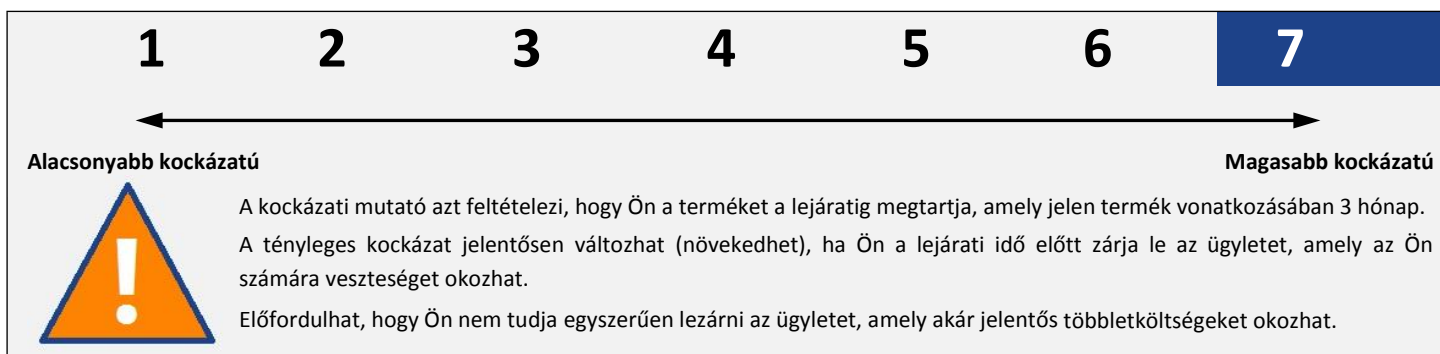 1 2 3 4 5 6 7
Alacsonyabb kockázatú Magasabb kockázatú
A kockázati mutató azt feltételezi, hogy Ön a terméket a lejáratig megtartja, amely jelen termék vonatkozásában 3 hónap.
A tényleges kockázat jelentősen változhat (növekedhet), ha Ön a lejárati idő előtt zárja le az ügyletet, amely az Ön
számára veszteséget okozhat.
Előfordulhat, hogy Ön nem tudja egyszerűen lezárni az ügyletet, amely akár jelentős többletköltségeket okozhat.